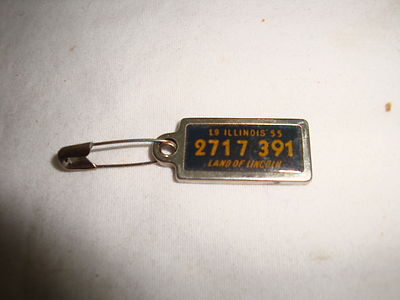 19 ILLINOIS 55
2717 391
LAND OF LINCOLN